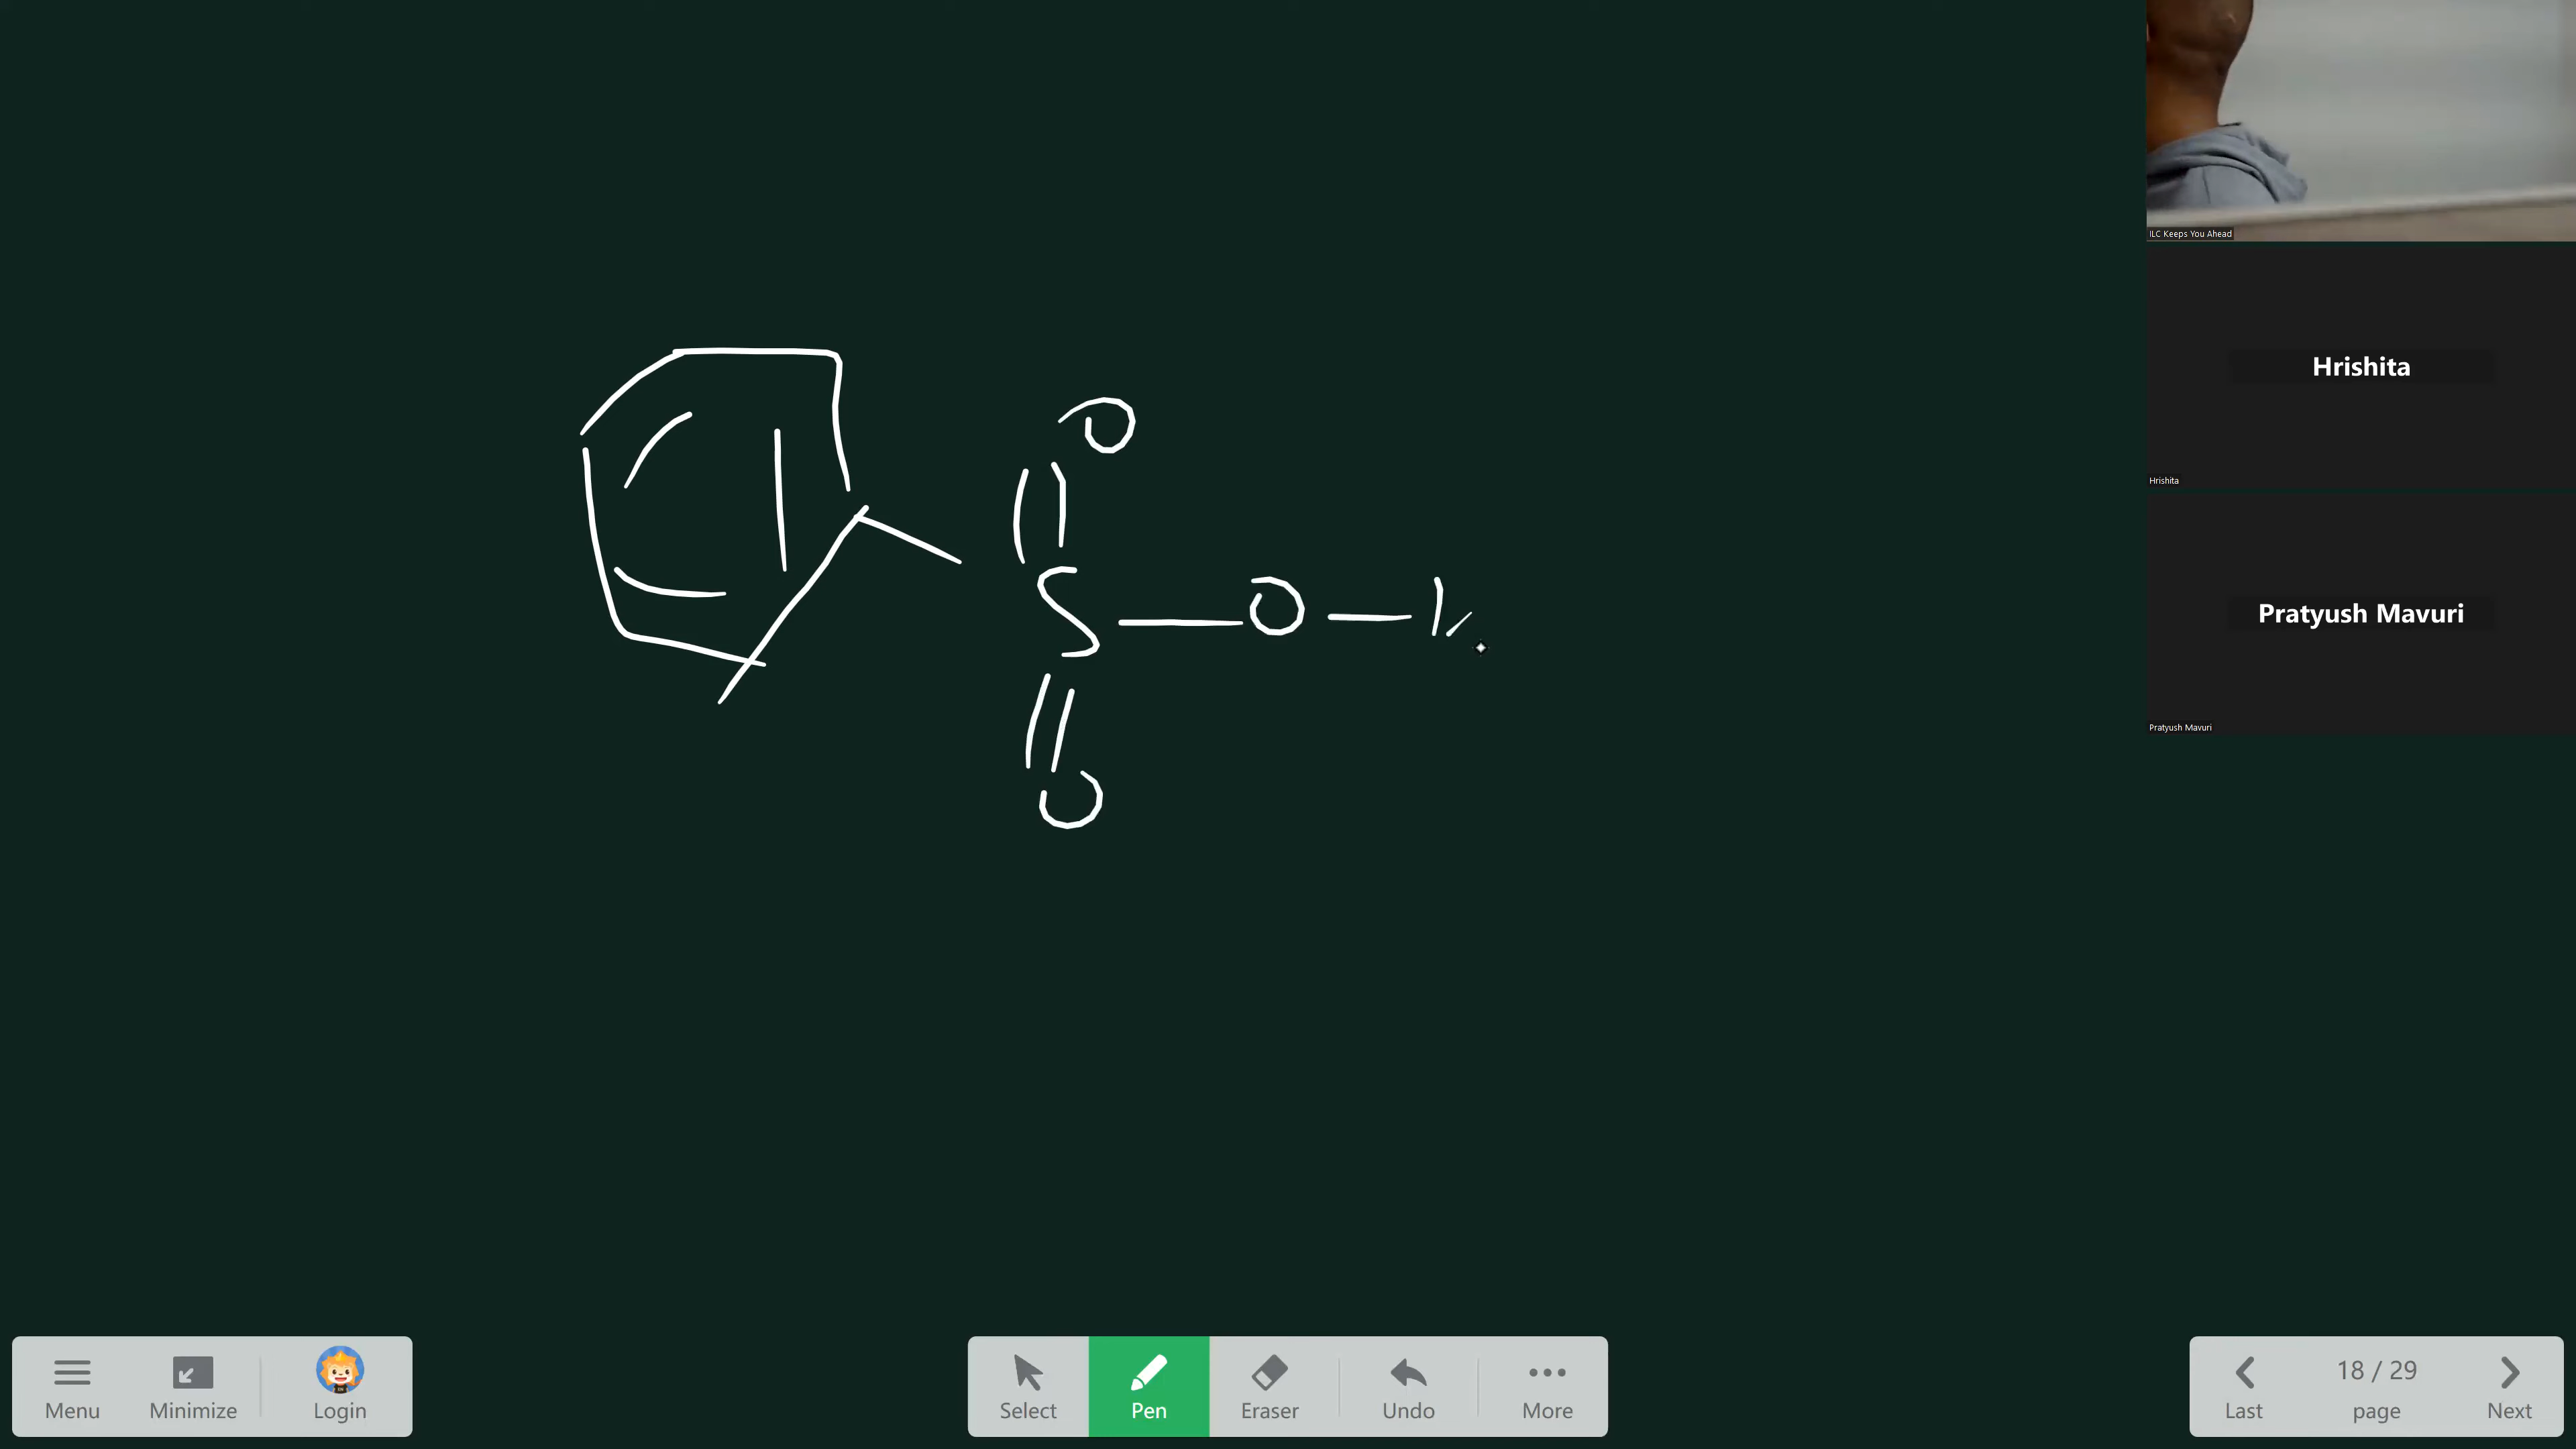 ILC Keeps You Ahead
Hrishita
Hrishita
Pratyush Mavuri
Pratyush Mavuri
O
S—O—
O
Menu
Minimize
Login
Select
Pen
Eraser
Undo
More
Last
18 / 29
page
Next